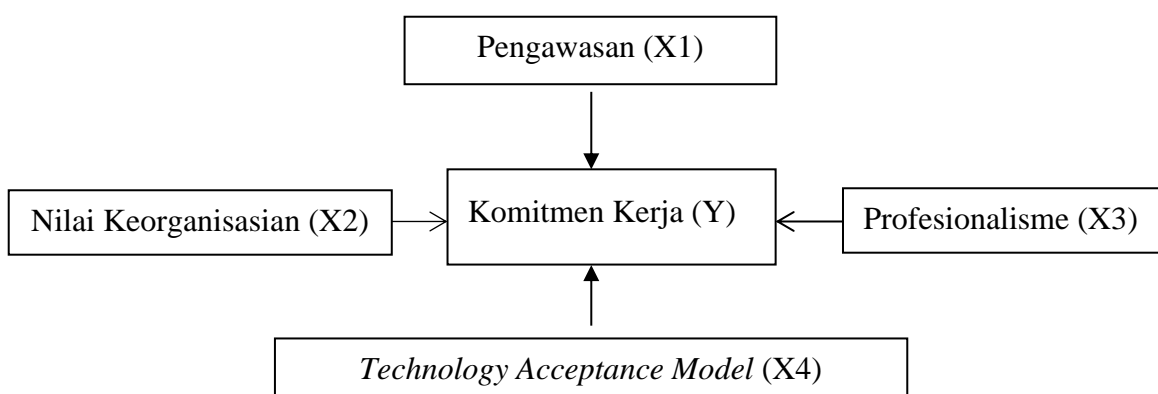 Pengawasan (X1)
Nilai Keorganisasian (X2)
Komitmen Kerja (Y)
Profesionalisme (X3)
Technology Acceptance Model (X4)